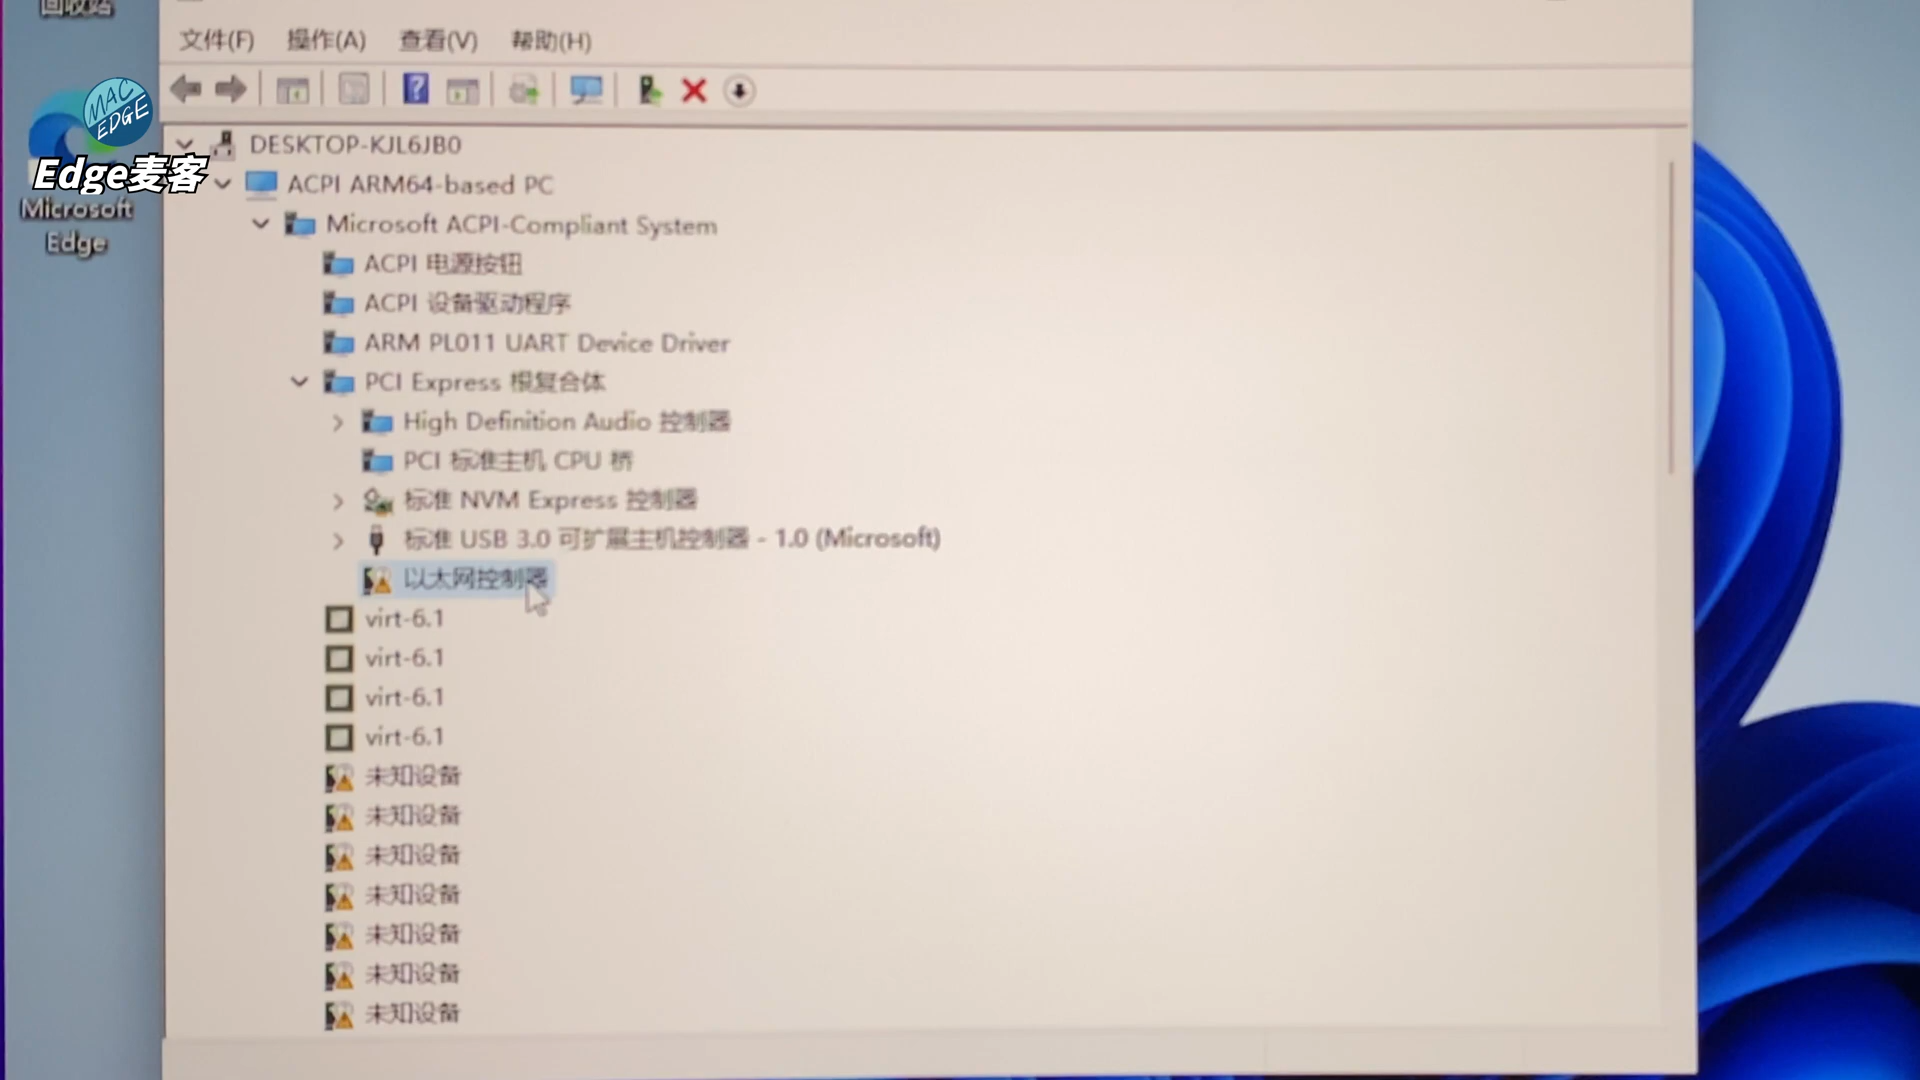 回收站
文件(F) 操作(A) 查看(V) 帮助(H)
MAC
EDGE
Edge麦客
Microsoft
Edge
DESKTOP-KJL6JB0
ACPI ARM64-based PC
Microsoft ACPI-Compliant System
ACPI 电源按钮
ACPI 设备驱动程序
ARM PL011 UART Device Driver
PCI Express 根复合体
High Definition Audio 控制器
PCI 标准主机 CPU 桥
标准 NVM Express 控制器
标准 USB 3.0 可扩展主机控制器 - 1.0 (Microsoft)
以太网控制器
virt-6.1
virt-6.1
virt-6.1
virt-6.1
未知设备
未知设备
未知设备
未知设备
未知设备
未知设备
未知设备